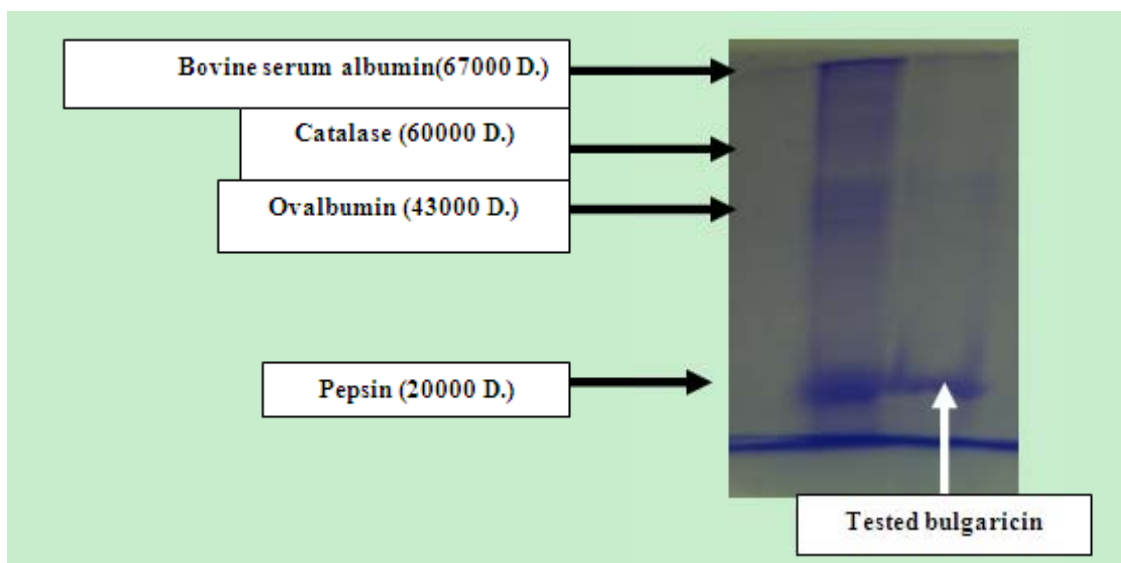 Bovine serum albumin(67000 D.)
Catalase (60000 D.)
Ovalbumin (43000 D.)
Pepsin (20000 D.)
Tested bulgaricin